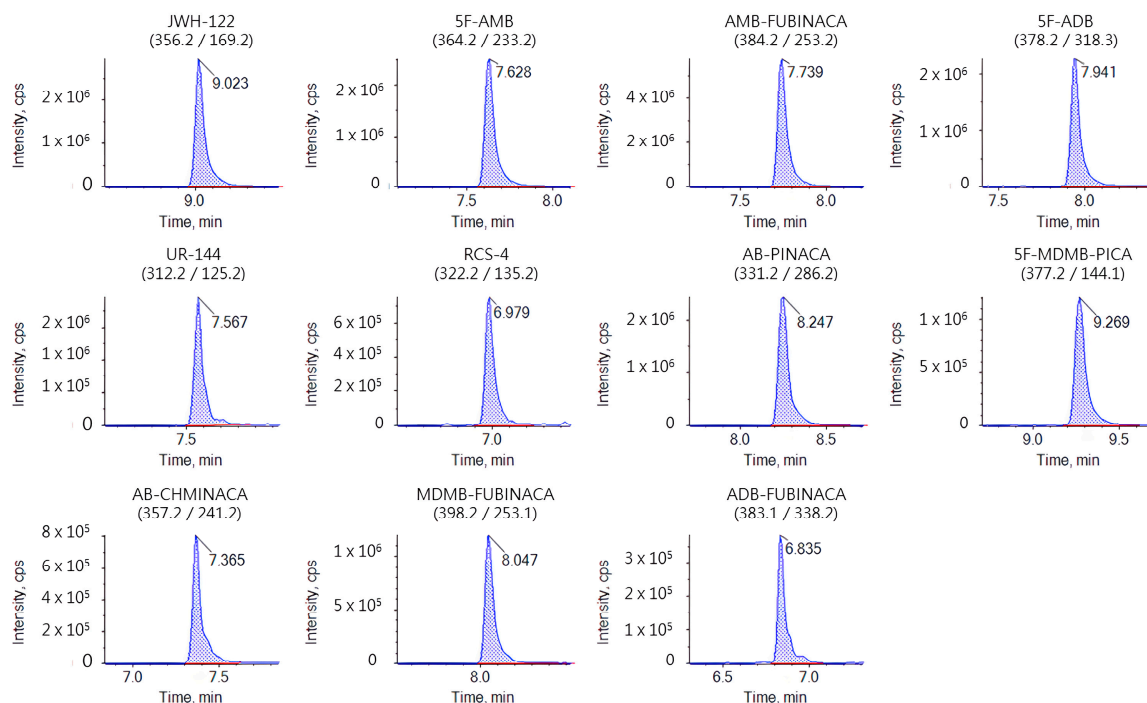 JWH-122
(356.2 / 169.2)
Intensity, cps
2 x 10⁶
1 x 10⁶
0
9.023
9.0
Time, min
5F-AMB
(364.2 / 233.2)
Intensity, cps
2 x 10⁶
1 x 10⁶
0
7.628
7.5 8.0
Time, min
AMB-FUBINACA
(384.2 / 253.2)
Intensity, cps
4 x 10⁶
2 x 10⁶
0
7.739
7.5 8.0
Time, min
5F-ADB
(378.2 / 318.3)
Intensity, cps
2 x 10⁶
1 x 10⁶
0
7.941
7.5 8.0
Time, min
UR-144
(312.2 / 125.2)
Intensity, cps
2 x 10⁶
1 x 10⁶
1 x 10⁵
0
7.567
7.5
Time, min
RCS-4
(322.2 / 135.2)
Intensity, cps
6 x 10⁵
4 x 10⁵
2 x 10⁵
0
6.979
7.0
Time, min
AB-PINACA
(331.2 / 286.2)
Intensity, cps
2 x 10⁶
1 x 10⁶
0
8.247
8.0 8.5
Time, min
5F-MDMB-PICA
(377.2 / 144.1)
Intensity, cps
1 x 10⁶
5 x 10⁵
0
9.269
9.0 9.5
Time, min
AB-CHMINACA
(357.2 / 241.2)
Intensity, cps
8 x 10⁵
6 x 10⁵
4 x 10⁵
2 x 10⁵
0
7.365
7.0 7.5
Time, min
MDMB-FUBINACA
(398.2 / 253.1)
Intensity, cps
1 x 10⁶
5 x 10⁵
0
8.047
8.0
Time, min
ADB-FUBINACA
(383.1 / 338.2)
Intensity, cps
3 x 10⁵
2 x 10⁵
1 x 10⁵
0
6.835
6.5 7.0
Time, min